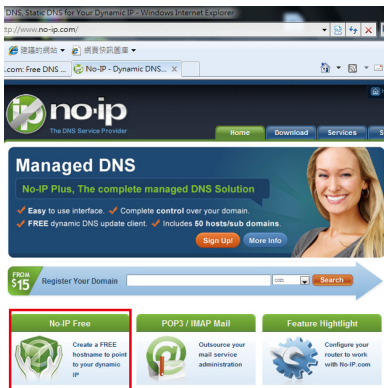 DNS, Static DNS for Your Dynamic IP - Windows Internet Explorer
tp://www.no-ip.com/
建議的網站 網頁快訊圖庫
.com: Free DNS ... No-IP - Dynamic DNS... X
no-ip
The DNS Service Provider
Home Download Services S
Managed DNS
No-IP Plus, The complete managed DNS Solution
Easy to use interface. Complete control over your domain.
FREE dynamic DNS update client. Includes 50 hosts/sub domains.
Sign Up! More Info
FROM
$15 Register Your Domain .com Search
No-IP Free POP3 / IMAP Mail Feature Hightlight
Create a FREE
hostname to point
to your dynamic
IP
Outsource your
mail service
administration
Configure your
router to work
with No-IP.com